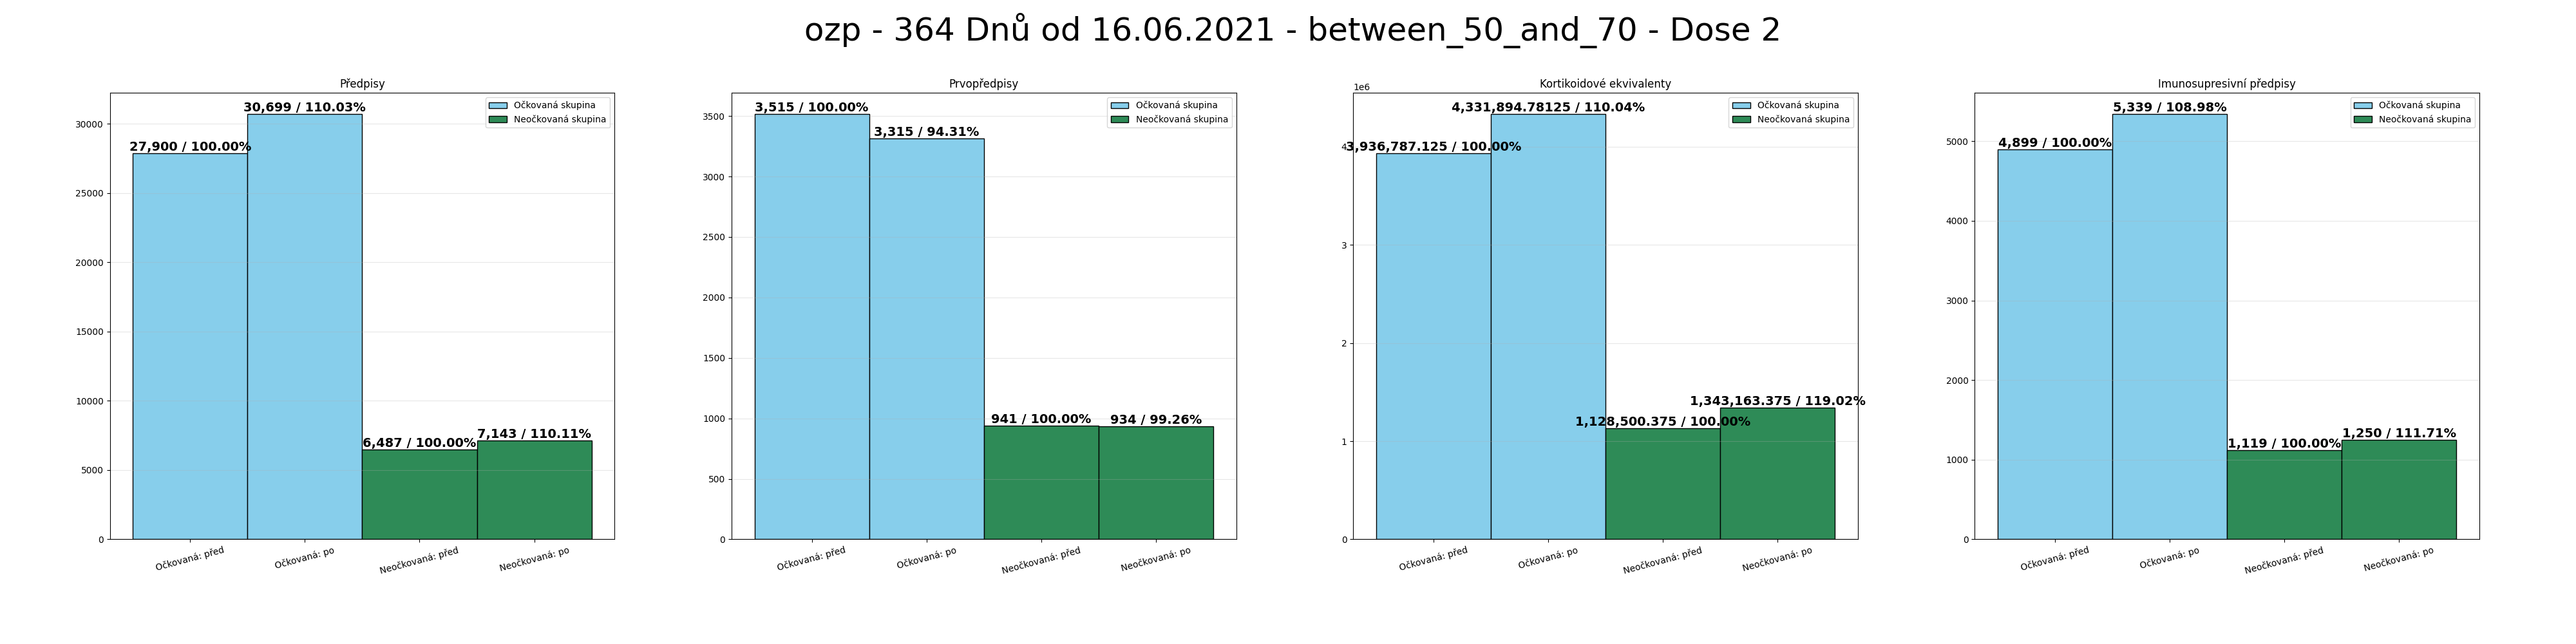 ozp - 364 Dnů od 16.06.2021 - between_50_and_70 - Dose 2
Předpisy
30000
25000
20000
15000
10000
5000
0
27,900 / 100.00%
30,699 / 110.03%
6,487 / 100.00%
7,143 / 110.11%
Očkovaná skupina
Neočkovaná skupina
Očkovaná: před
Očkovaná: po
Neočkovaná: před
Neočkovaná: po
Prvopředpisy
3500
3000
2500
2000
1500
1000
500
0
3,515 / 100.00%
3,315 / 94.31%
941 / 100.00%
934 / 99.26%
Očkovaná skupina
Neočkovaná skupina
Očkovaná: před
Očkovaná: po
Neočkovaná: před
Neočkovaná: po
Kortikoidové ekvivalenty
1e6
4
3
2
1
0
3,936,787.125 / 100.00%
4,331,894.78125 / 110.04%
1,128,500.375 / 100.00%
1,343,163.375 / 119.02%
Očkovaná skupina
Neočkovaná skupina
Očkovaná: před
Očkovaná: po
Neočkovaná: před
Neočkovaná: po
Imunosupresivní předpisy
5000
4000
3000
2000
1000
0
4,899 / 100.00%
5,339 / 108.98%
1,119 / 100.00%
1,250 / 111.71%
Očkovaná skupina
Neočkovaná skupina
Očkovaná: před
Očkovaná: po
Neočkovaná: před
Neočkovaná: po